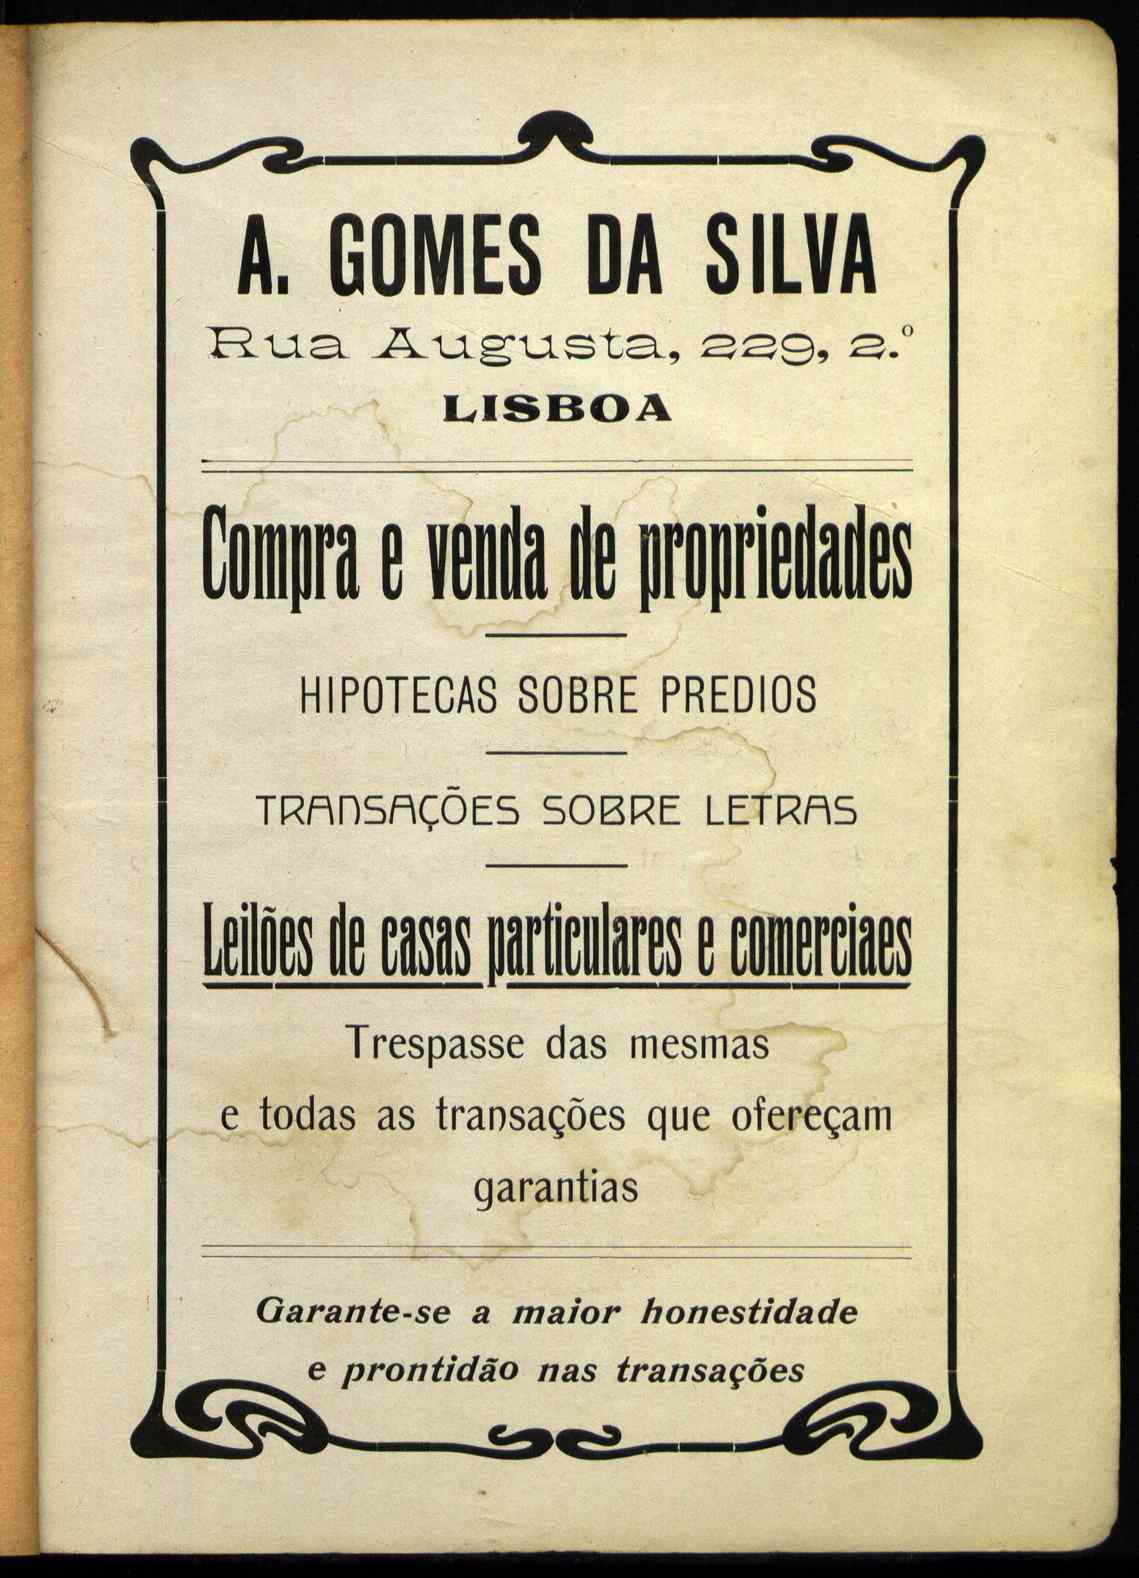 A. GOMES DA SILVA
Rua Augusta, 229, 2.º
LISBOA
Compra e venda de propriedades
HIPOTECAS SOBRE PREDIOS
TRANSAÇÕES SOBRE LETRAS
Leilões de casas particulares e comerciaes
Trespasse das mesmas
e todas as transações que ofereçam
garantias
Garante-se a maior honestidade
e prontidão nas transações